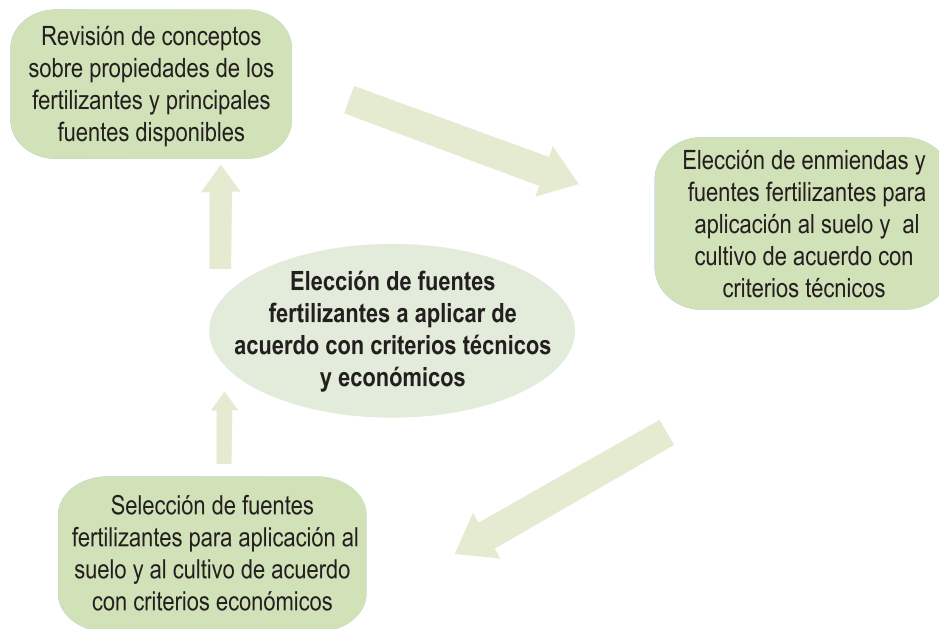 Revisión de conceptos
sobre propiedades de los
fertilizantes y principales
fuentes disponibles
Elección de enmiendas y
fuentes fertilizantes para
aplicación al suelo y al
cultivo de acuerdo con
criterios técnicos
Elección de fuentes
fertilizantes a aplicar de
acuerdo con criterios técnicos
y económicos
Selección de fuentes
fertilizantes para aplicación al
suelo y al cultivo de acuerdo
con criterios económicos